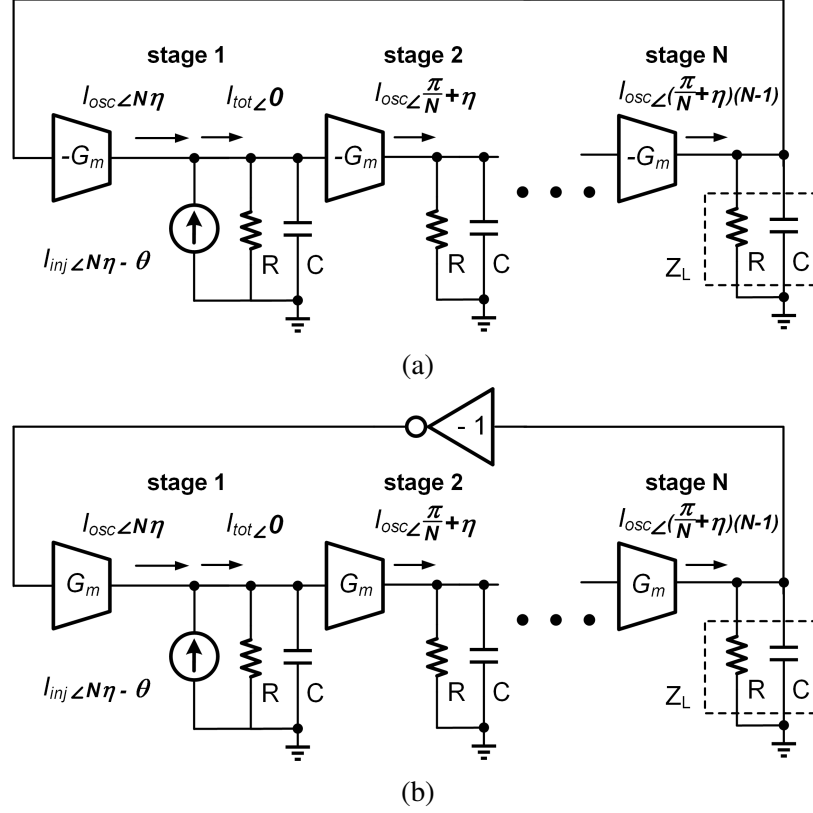 stage 1 stage 2 stage N
I_osc∠Nη I_tot∠0 I_osc∠π/N+η I_osc∠(π/N+η)(N-1)
-G_m -G_m -G_m
I_inj∠Nη - θ R C R C Z_L R C
(a)
- 1
stage 1 stage 2 stage N
I_osc∠Nη I_tot∠0 I_osc∠π/N+η I_osc∠(π/N+η)(N-1)
G_m G_m G_m
I_inj∠Nη - θ R C R C Z_L R C
(b)